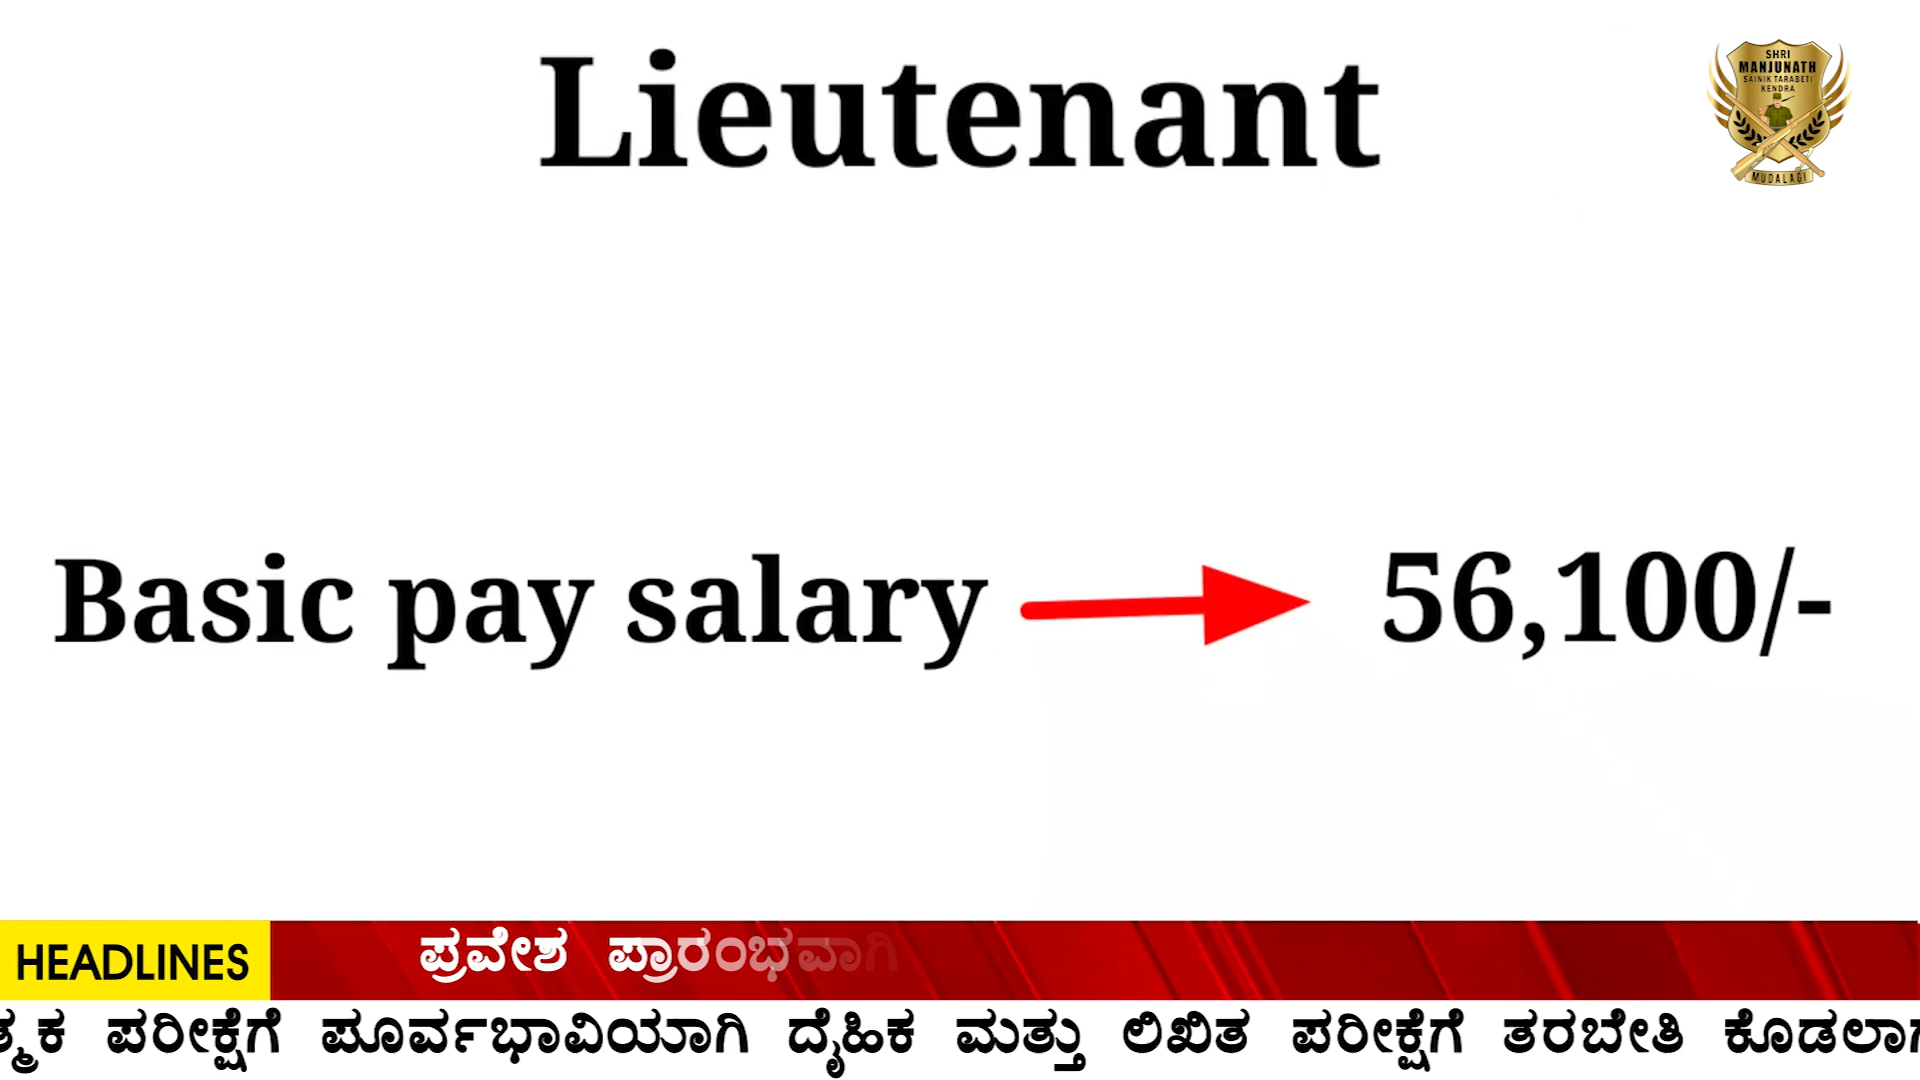 Lieutenant
SHRI
MANJUNATH
SAINIK TARABETI
KENDRA
MUDALAGI
Basic pay salary 56,100/-
HEADLINES
ಪ್ರವೇಶ ಪ್ರಾರಂಭವಾಗಿ
ಪರೀಕ್ಷೆಗೆ ಪೂರ್ವಭಾವಿಯಾಗಿ ದೈಹಿಕ ಮತ್ತು ಲಿಖಿತ ಪರೀಕ್ಷೆಗೆ ತರಬೇತಿ